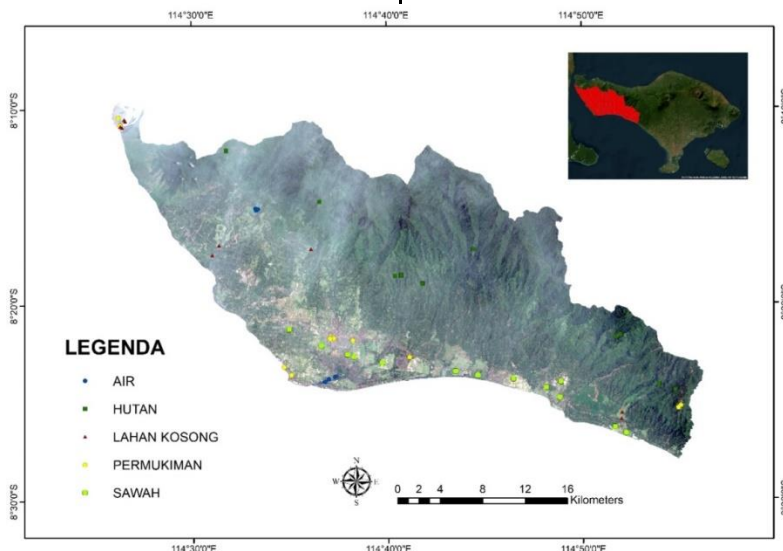 114°30'0"E 114°40'0"E 114°50'0"E
8°10'0"S
8°20'0"S
8°30'0"S
LEGENDA
AIR
HUTAN
LAHAN KOSONG
PERMUKIMAN
SAWAH
N
W E
S
0 2 4 8 12 16
Kilometers
114°30'0"E 114°40'0"E 114°50'0"E